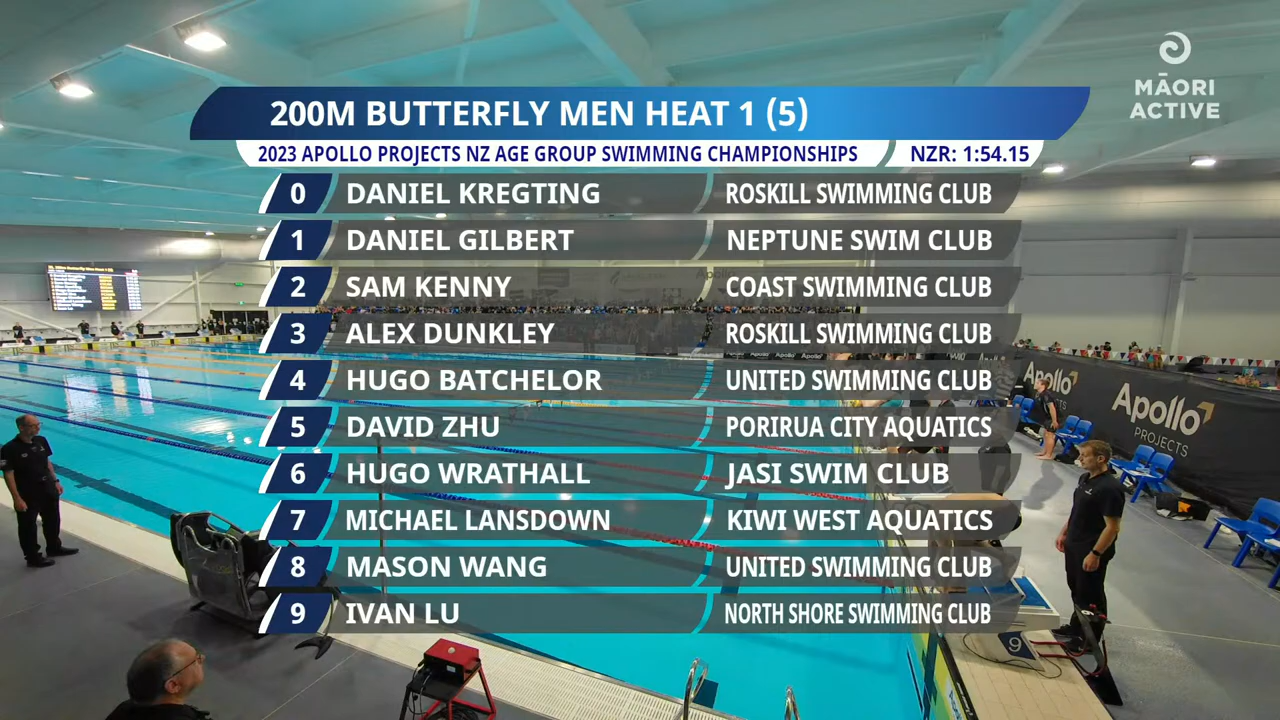 MĀORI
ACTIVE
200M BUTTERFLY MEN HEAT 1 (5)
2023 APOLLO PROJECTS NZ AGE GROUP SWIMMING CHAMPIONSHIPS NZR: 1:54.15
0 DANIEL KREGTING ROSKILL SWIMMING CLUB
1 DANIEL GILBERT NEPTUNE SWIM CLUB
2 SAM KENNY COAST SWIMMING CLUB
3 ALEX DUNKLEY ROSKILL SWIMMING CLUB
4 HUGO BATCHELOR UNITED SWIMMING CLUB
5 DAVID ZHU PORIRUA CITY AQUATICS
6 HUGO WRATHALL JASI SWIM CLUB
7 MICHAEL LANSDOWN KIWI WEST AQUATICS
8 MASON WANG UNITED SWIMMING CLUB
9 IVAN LU NORTH SHORE SWIMMING CLUB
Apollo
Apollo
PROJECTS
9